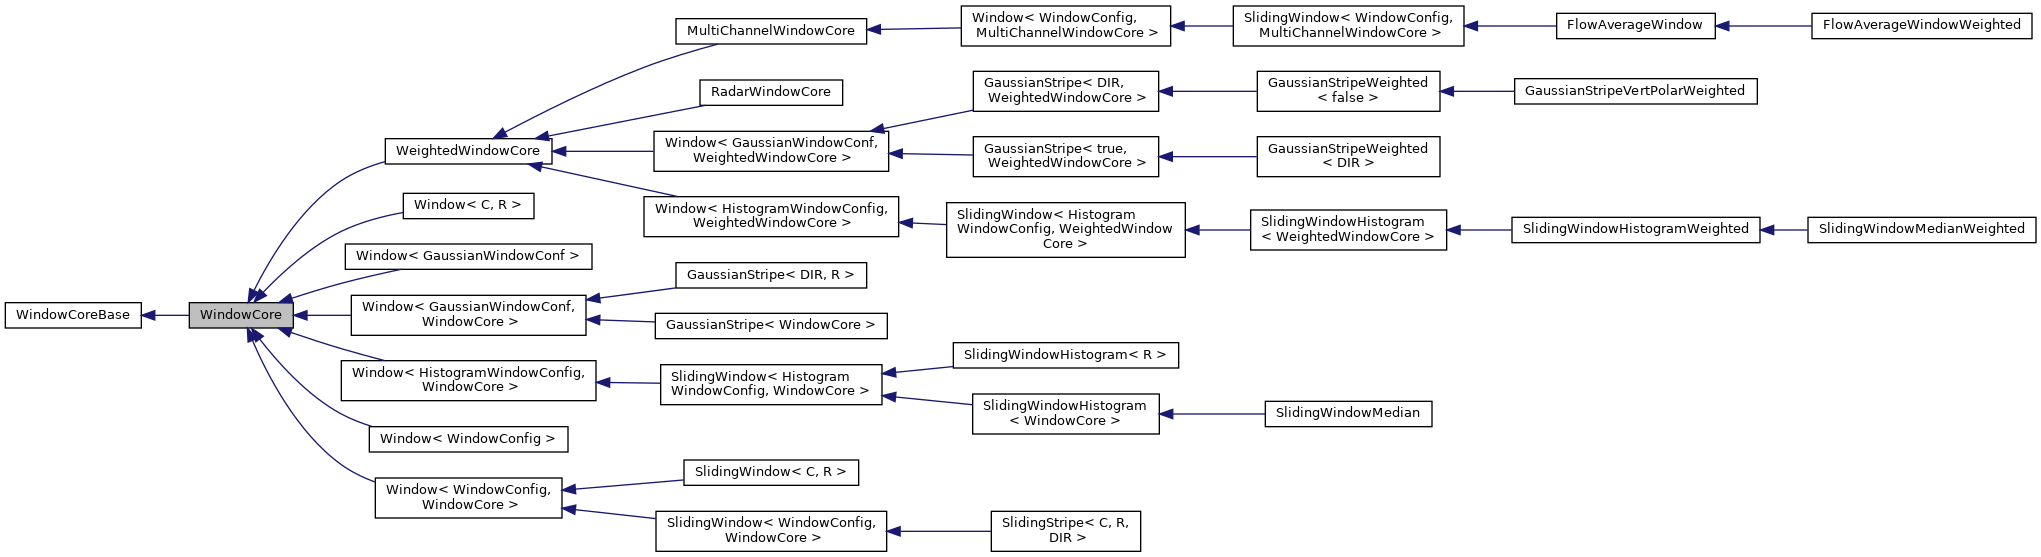 WindowCoreBase
WindowCore
WeightedWindowCore
Window< C, R >
Window< GaussianWindowConf >
Window< GaussianWindowConf,
WindowCore >
Window< HistogramWindowConfig,
WindowCore >
Window< WindowConfig >
Window< WindowConfig,
WindowCore >
MultiChannelWindowCore
RadarWindowCore
Window< GaussianWindowConf,
WeightedWindowCore >
Window< HistogramWindowConfig,
WeightedWindowCore >
GaussianStripe< DIR, R >
GaussianStripe< WindowCore >
SlidingWindow< Histogram
WindowConfig, WindowCore >
SlidingWindow< C, R >
SlidingWindow< WindowConfig,
WindowCore >
Window< WindowConfig,
MultiChannelWindowCore >
GaussianStripe< DIR,
WeightedWindowCore >
GaussianStripe< true,
WeightedWindowCore >
SlidingWindow< Histogram
WindowConfig, WeightedWindow
Core >
SlidingWindowHistogram< R >
SlidingWindowHistogram
< WindowCore >
SlidingStripe< C, R,
DIR >
SlidingWindow< WindowConfig,
MultiChannelWindowCore >
GaussianStripeWeighted
< false >
GaussianStripeWeighted
< DIR >
SlidingWindowHistogram
< WeightedWindowCore >
SlidingWindowMedian
FlowAverageWindow
GaussianStripeVertPolarWeighted
SlidingWindowHistogramWeighted
FlowAverageWindowWeighted
SlidingWindowMedianWeighted